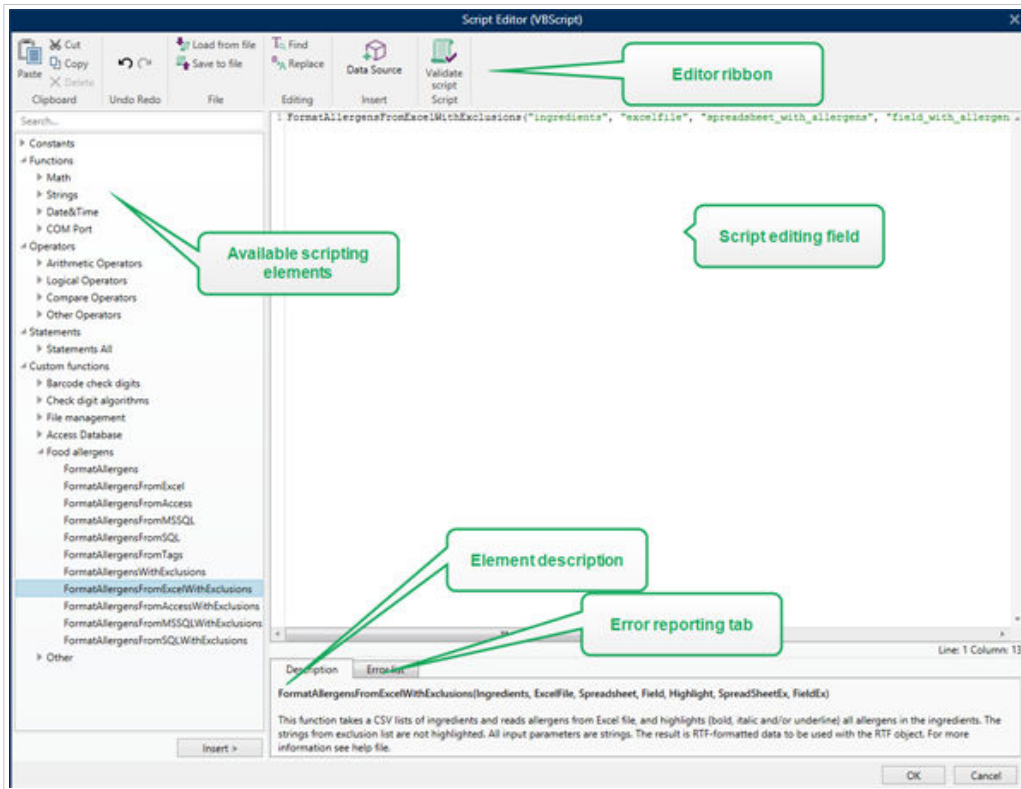 Script Editor (VBScript)
Cut
Copy
Paste
Delete
Clipboard
Undo Redo
Load from file
Save to file
File
Find
Replace
Editing
Data Source
Insert
Validate
script
Script
Editor ribbon
Search...
Constants
Functions
Math
Strings
Date&Time
COM Port
Operators
Arithmetic Operators
Logical Operators
Compare Operators
Other Operators
Statements
Statements All
Custom functions
Barcode check digits
Check digit algorithms
File management
Access Database
Food allergens
FormatAllergens
FormatAllergensFromExcel
FormatAllergensFromAccess
FormatAllergensFromMSSQL
FormatAllergensFromSQL
FormatAllergensFromTags
FormatAllergensWithExclusions
FormatAllergensFromExcelWithExclusions
FormatAllergensFromAccessWithExclusions
FormatAllergensFromMSSQLWithExclusions
FormatAllergensFromSQLWithExclusions
Other
Insert >
Available scripting
elements
1 FormatAllergensFromExcelWithExclusions("ingredients", "excelfile", "spreadsheet_with_allergens", "field_with_allergen
Script editing field
Element description
Error reporting tab
Line: 1 Column: 13
Description
Error list
FormatAllergensFromExcelWithExclusions(Ingredients, ExcelFile, Spreadsheet, Field, Highlight, SpreadSheetEx, FieldEx)
This function takes a CSV lists of ingredients and reads allergens from Excel file, and highlights (bold, italic and/or underline) all allergens in the ingredients. The
strings from exclusion list are not highlighted. All input parameters are strings. The result is RTF-formatted data to be used with the RTF object. For more
information see help file.
OK
Cancel